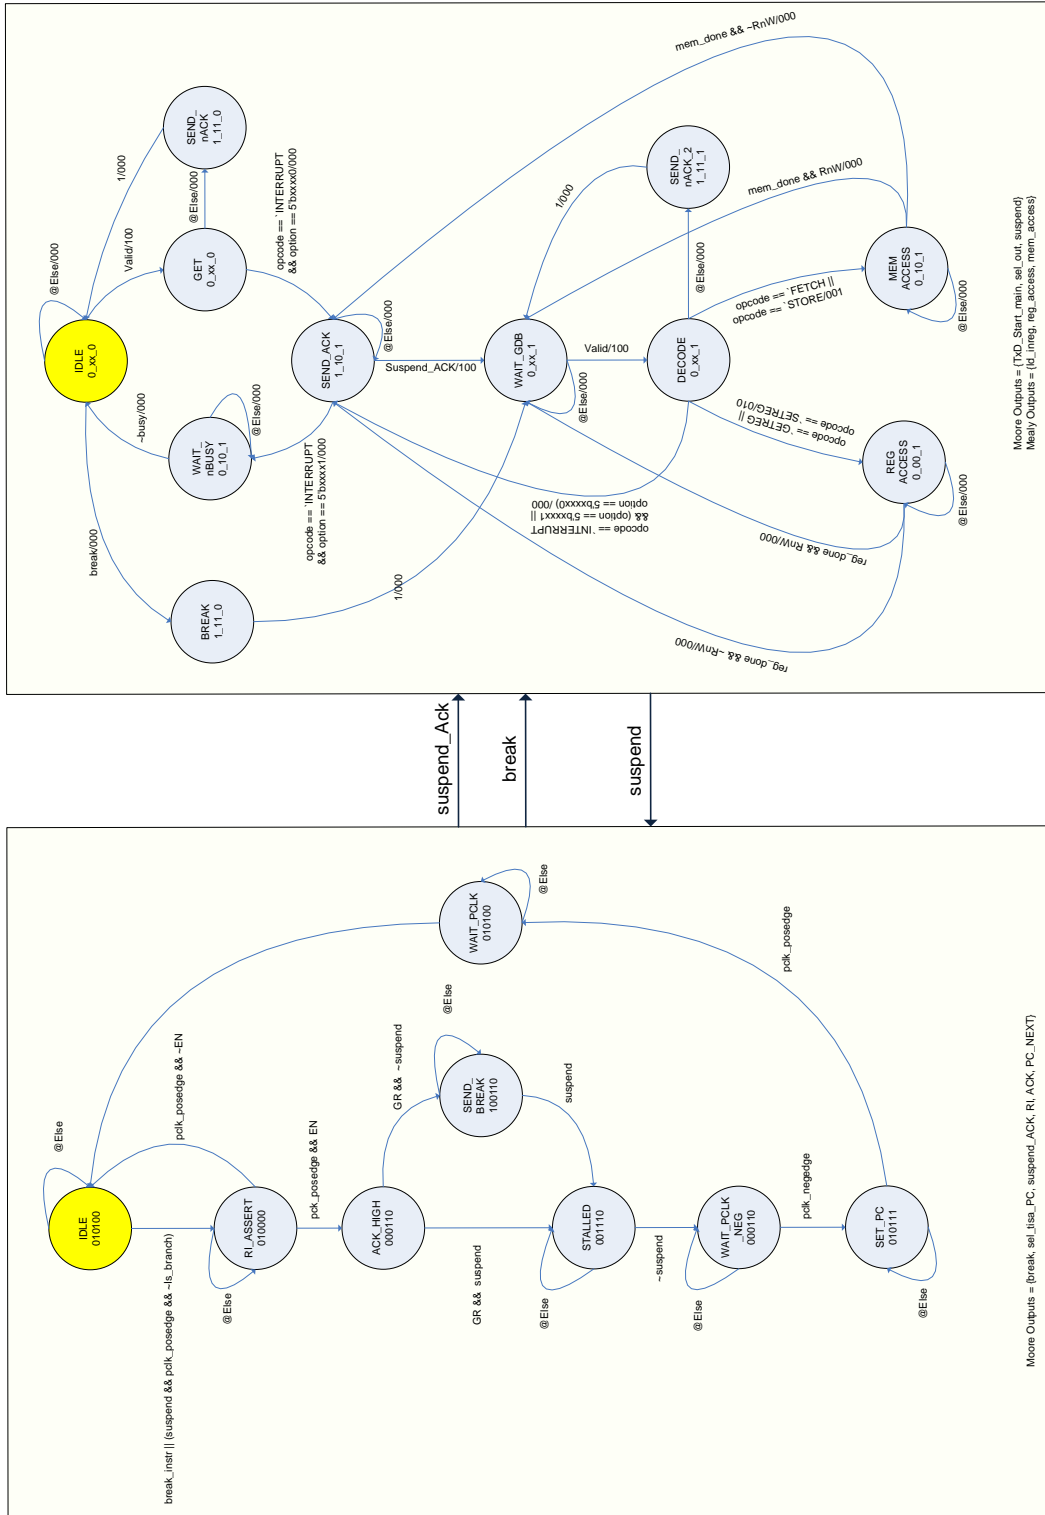 suspend_Ack
break
suspend
IDLE
010100
@Else
break_instr || (suspend && pclk_posedge && ~Is_branch)
RI_ASSERT
010000
@Else
pclk_posedge && ~EN
pck_posedge && EN
ACK_HIGH
000110
GR && ~suspend
GR && suspend
SEND_
BREAK
100110
@Else
suspend
STALLED
001110
@Else
~suspend
WAIT_PCLK
_NEG
000110
@Else
pclk_negedge
SET_PC
010111
@Else
pclk_posedge
WAIT_PCLK
010100
@Else
Moore Outputs = {break, sel_tisa_PC, suspend_ACK, RI, ACK, PC_NEXT}
IDLE
0_xx_0
@Else/000
Valid/100
1/000
GET
0_xx_0
@Else/000
SEND_
nACK
1_11_0
opcode == `INTERRUPT
&& option == 5'bxxxx0/000
~busy/000
WAIT_
nBUSY
0_10_1
@Else/000
break/000
BREAK
1_11_0
1/000
opcode == `INTERRUPT
&& option == 5'bxxxx1/000
SEND_ACK
1_10_1
@Else/000
Suspend_ACK/100
WAIT_GDB
0_xx_1
@Else/000
Valid/100
1/000
SEND_
nACK_2
1_11_1
@Else/000
DECODE
0_xx_1
opcode == `INTERRUPT
&& (option == 5'bxxxx1 ||
option == 5'bxxxx0) /000
opcode == `FETCH ||
opcode == `STORE/001
opcode == `GETREG ||
opcode == `SETREG/010
MEM
ACCESS
0_10_1
@Else/000
mem_done && RnW/000
mem_done && ~RnW/000
REG
ACCESS
0_00_1
@Else/000
reg_done && RnW/000
reg_done && ~RnW/000
Moore Outputs = {TxD_Start_main, sel_out, suspend}
Mealy Outputs = {ld_inreg, reg_access, mem_access}